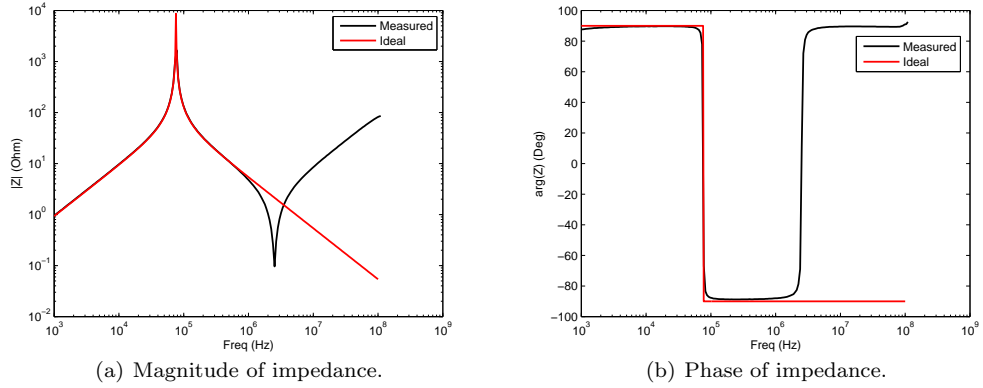 10^4
10^3
10^2
10^1
10^0
10^-1
10^-2
|Z| (Ohm)
Measured
Ideal
10^3 10^4 10^5 10^6 10^7 10^8 10^9
Freq (Hz)
(a) Magnitude of impedance.
100
80
60
40
20
0
−20
−40
−60
−80
−100
arg(Z) (Deg)
Measured
Ideal
10^3 10^4 10^5 10^6 10^7 10^8 10^9
Freq (Hz)
(b) Phase of impedance.